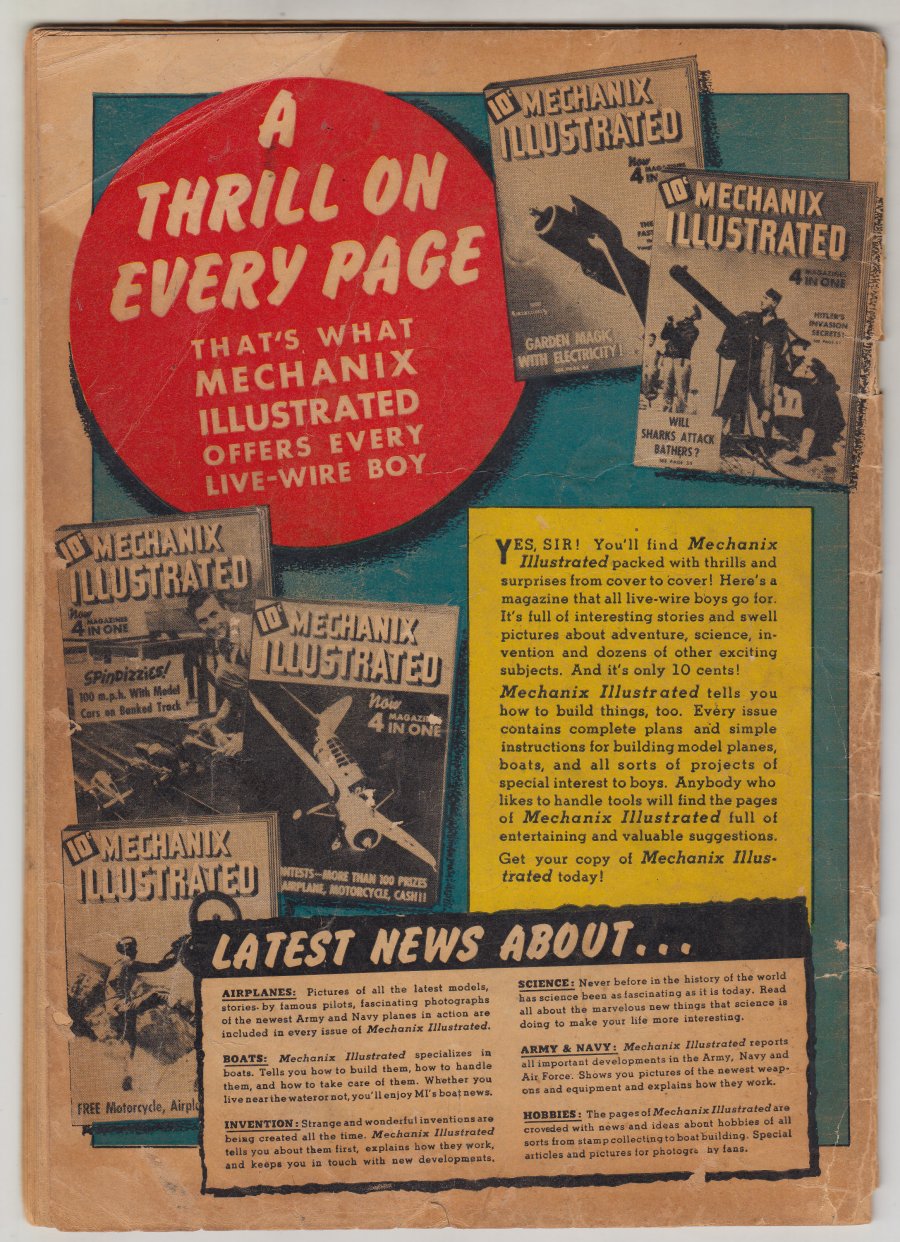 A
THRILL ON
EVERY PAGE
THAT'S WHAT
MECHANIX
ILLUSTRATED
OFFERS EVERY
LIVE-WIRE BOY
10¢ MECHANIX
ILLUSTRATED
Now
4 MAGAZINES
IN
THE
FAST
GARDEN MAGIC
WITH ELECTRICITY!
10¢ MECHANIX
ILLUSTRATED
4 MAGAZINES
IN ONE
HITLER'S
INVASION
SECRETS!
WILL
SHARKS ATTACK
BATHERS?
10¢ MECHANIX
ILLUSTRATED
Now
4 MAGAZINES
IN ONE
SPinDizzies!
100 m.p.h. With Model
Cars on Banked Track
10¢ MECHANIX
ILLUSTRATED
Now
4 MAGAZINES
IN ONE
NTESTS—MORE THAN 100 PRIZES
AIRPLANE, MOTORCYCLE, CASH!!
10¢ MECHANIX
ILLUSTRATED
FREE Motorcycle, Airpl
YES, SIR! You'll find Mechanix
Illustrated packed with thrills and
surprises from cover to cover! Here's a
magazine that all live-wire boys go for.
It's full of interesting stories and swell
pictures about adventure, science, in-
vention and dozens of other exciting
subjects. And it's only 10 cents!
Mechanix Illustrated tells you
how to build things, too. Every issue
contains complete plans and simple
instructions for building model planes,
boats, and all sorts of projects of
special interest to boys. Anybody who
likes to handle tools will find the pages
of Mechanix Illustrated full of
entertaining and valuable suggestions.
Get your copy of Mechanix Illus-
trated today!
LATEST NEWS ABOUT...
AIRPLANES: Pictures of all the latest models,
stories by famous pilots, fascinating photographs
of the newest Army and Navy planes in action are
included in every issue of Mechanix Illustrated.
BOATS: Mechanix Illustrated specializes in
boats. Tells you how to build them, how to handle
them, and how to take care of them. Whether you
live near the water or not, you'll enjoy MI's boat news.
INVENTION: Strange and wonderful inventions are
being created all the time. Mechanix Illustrated
tells you about them first, explains how they work,
and keeps you in touch with new developments.
SCIENCE: Never before in the history of the world
has science been as fascinating as it is today. Read
all about the marvelous new things that science is
doing to make your life more interesting.
ARMY & NAVY: Mechanix Illustrated reports
all important developments in the Army, Navy and
Air Force. Shows you pictures of the newest weap-
ons and equipment and explains how they work.
HOBBIES: The pages of Mechanix Illustrated are
crowded with news and ideas about hobbies of all
sorts from stamp collecting to boat building. Special
articles and pictures for photogra hy fans.